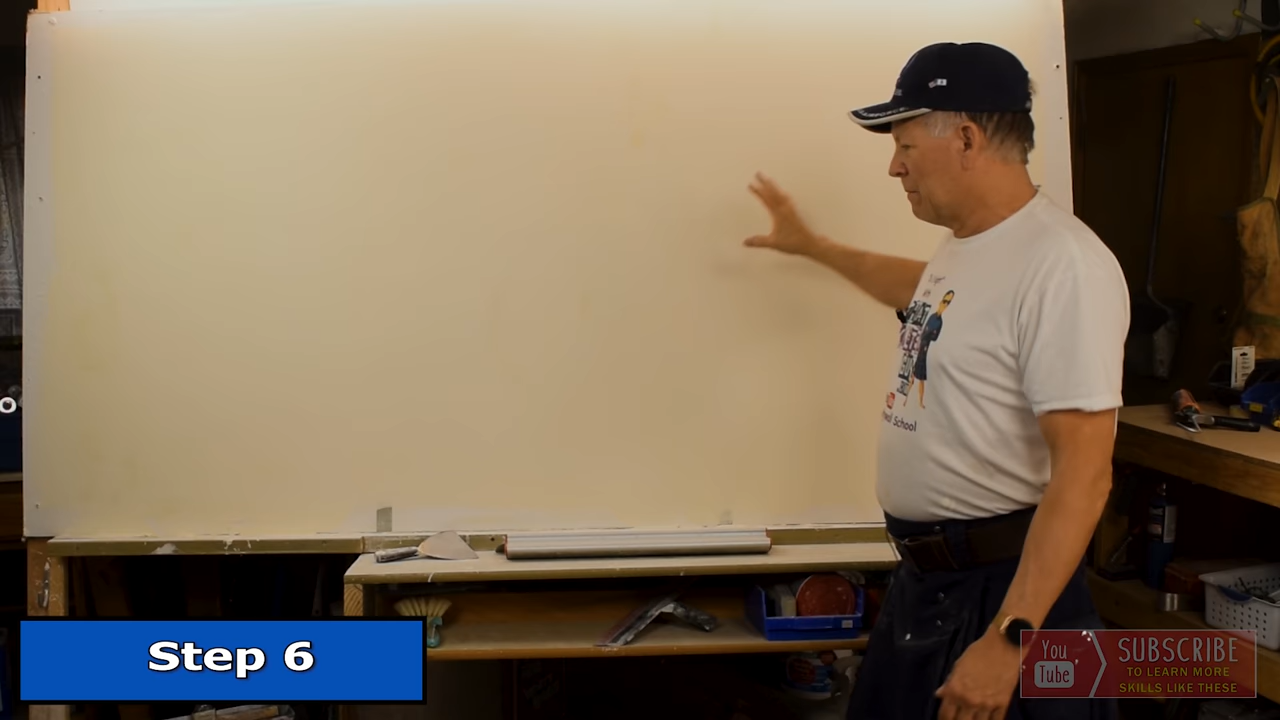 Step 6
You
Tube
SUBSCRIBE
TO LEARN MORE
SKILLS LIKE THESE
School